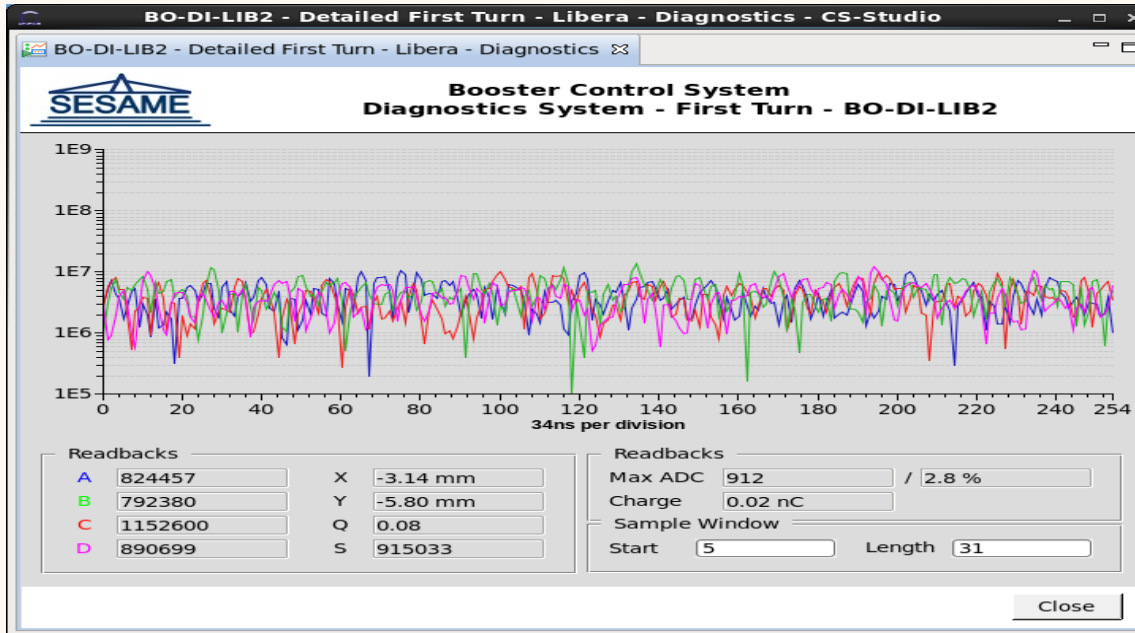 BO-DI-LIB2 - Detailed First Turn - Libera - Diagnostics - CS-Studio
BO-DI-LIB2 - Detailed First Turn - Libera - Diagnostics
SESAME
Booster Control System
Diagnostics System - First Turn - BO-DI-LIB2
1E9
1E8
1E7
1E6
1E5
0 20 40 60 80 100 120 140 160 180 200 220 240 254
34ns per division
Readbacks
A 824457 X -3.14 mm
B 792380 Y -5.80 mm
C 1152600 Q 0.08
D 890699 S 915033
Readbacks
Max ADC 912 / 2.8 %
Charge 0.02 nC
Sample Window
Start 5 Length 31
Close